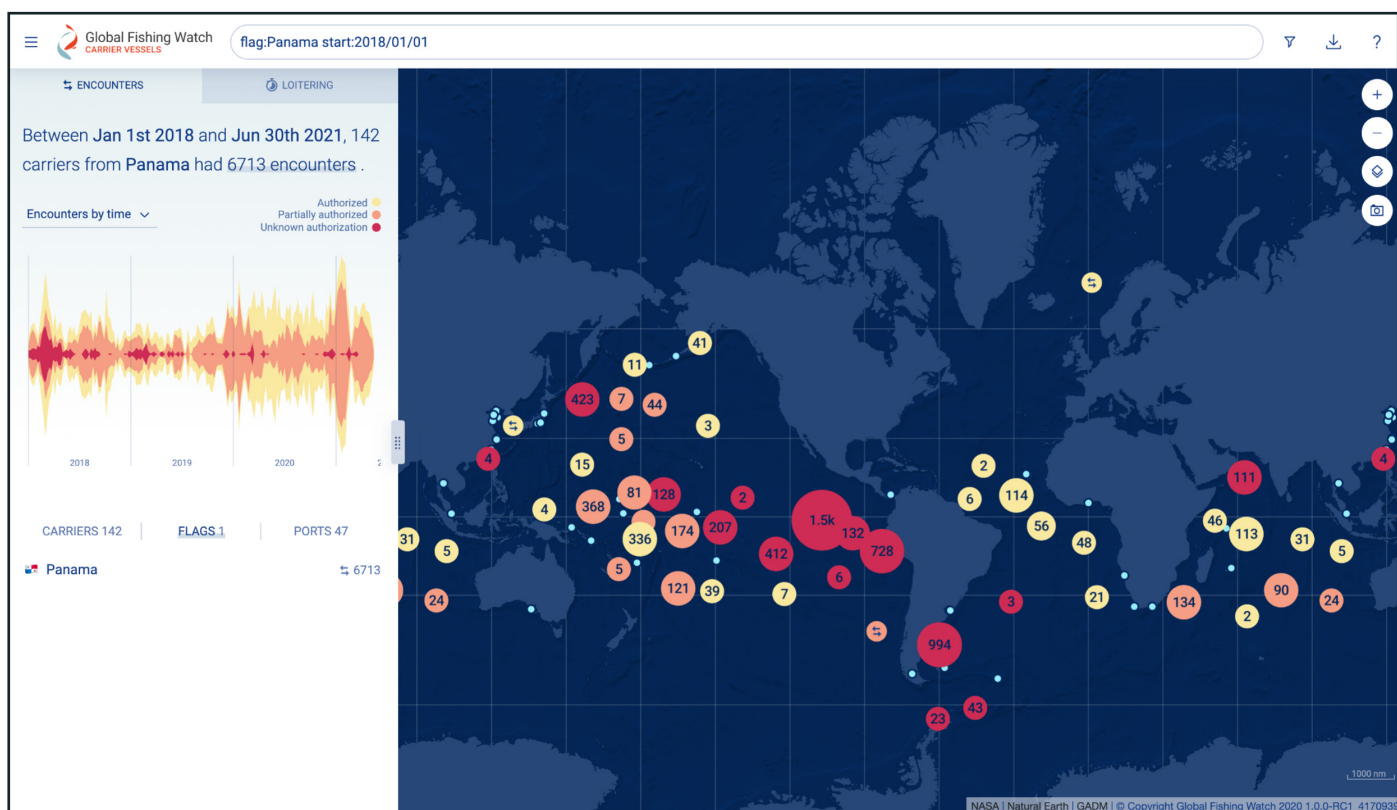 Global Fishing Watch
CARRIER VESSELS
flag:Panama start:2018/01/01
?
ENCOUNTERS
LOITERING
Between Jan 1st 2018 and Jun 30th 2021, 142
carriers from Panama had 6713 encounters .
Encounters by time
Authorized
Partially authorized
Unknown authorization
2018
2019
2020
CARRIERS 142
FLAGS 1
PORTS 47
Panama
6713
41
11
423
7
44
3
5
4
15
4
2
111
81
128
2
6
114
368
4
1.5k
46
336
174
207
132
56
113
31
5
412
728
48
31
5
5
6
24
121
39
7
3
21
134
90
24
2
994
23
43
1000 nm
NASA | Natural Earth | GADM | © Copyright Global Fishing Watch 2020 1.0.0-RC1_4170939